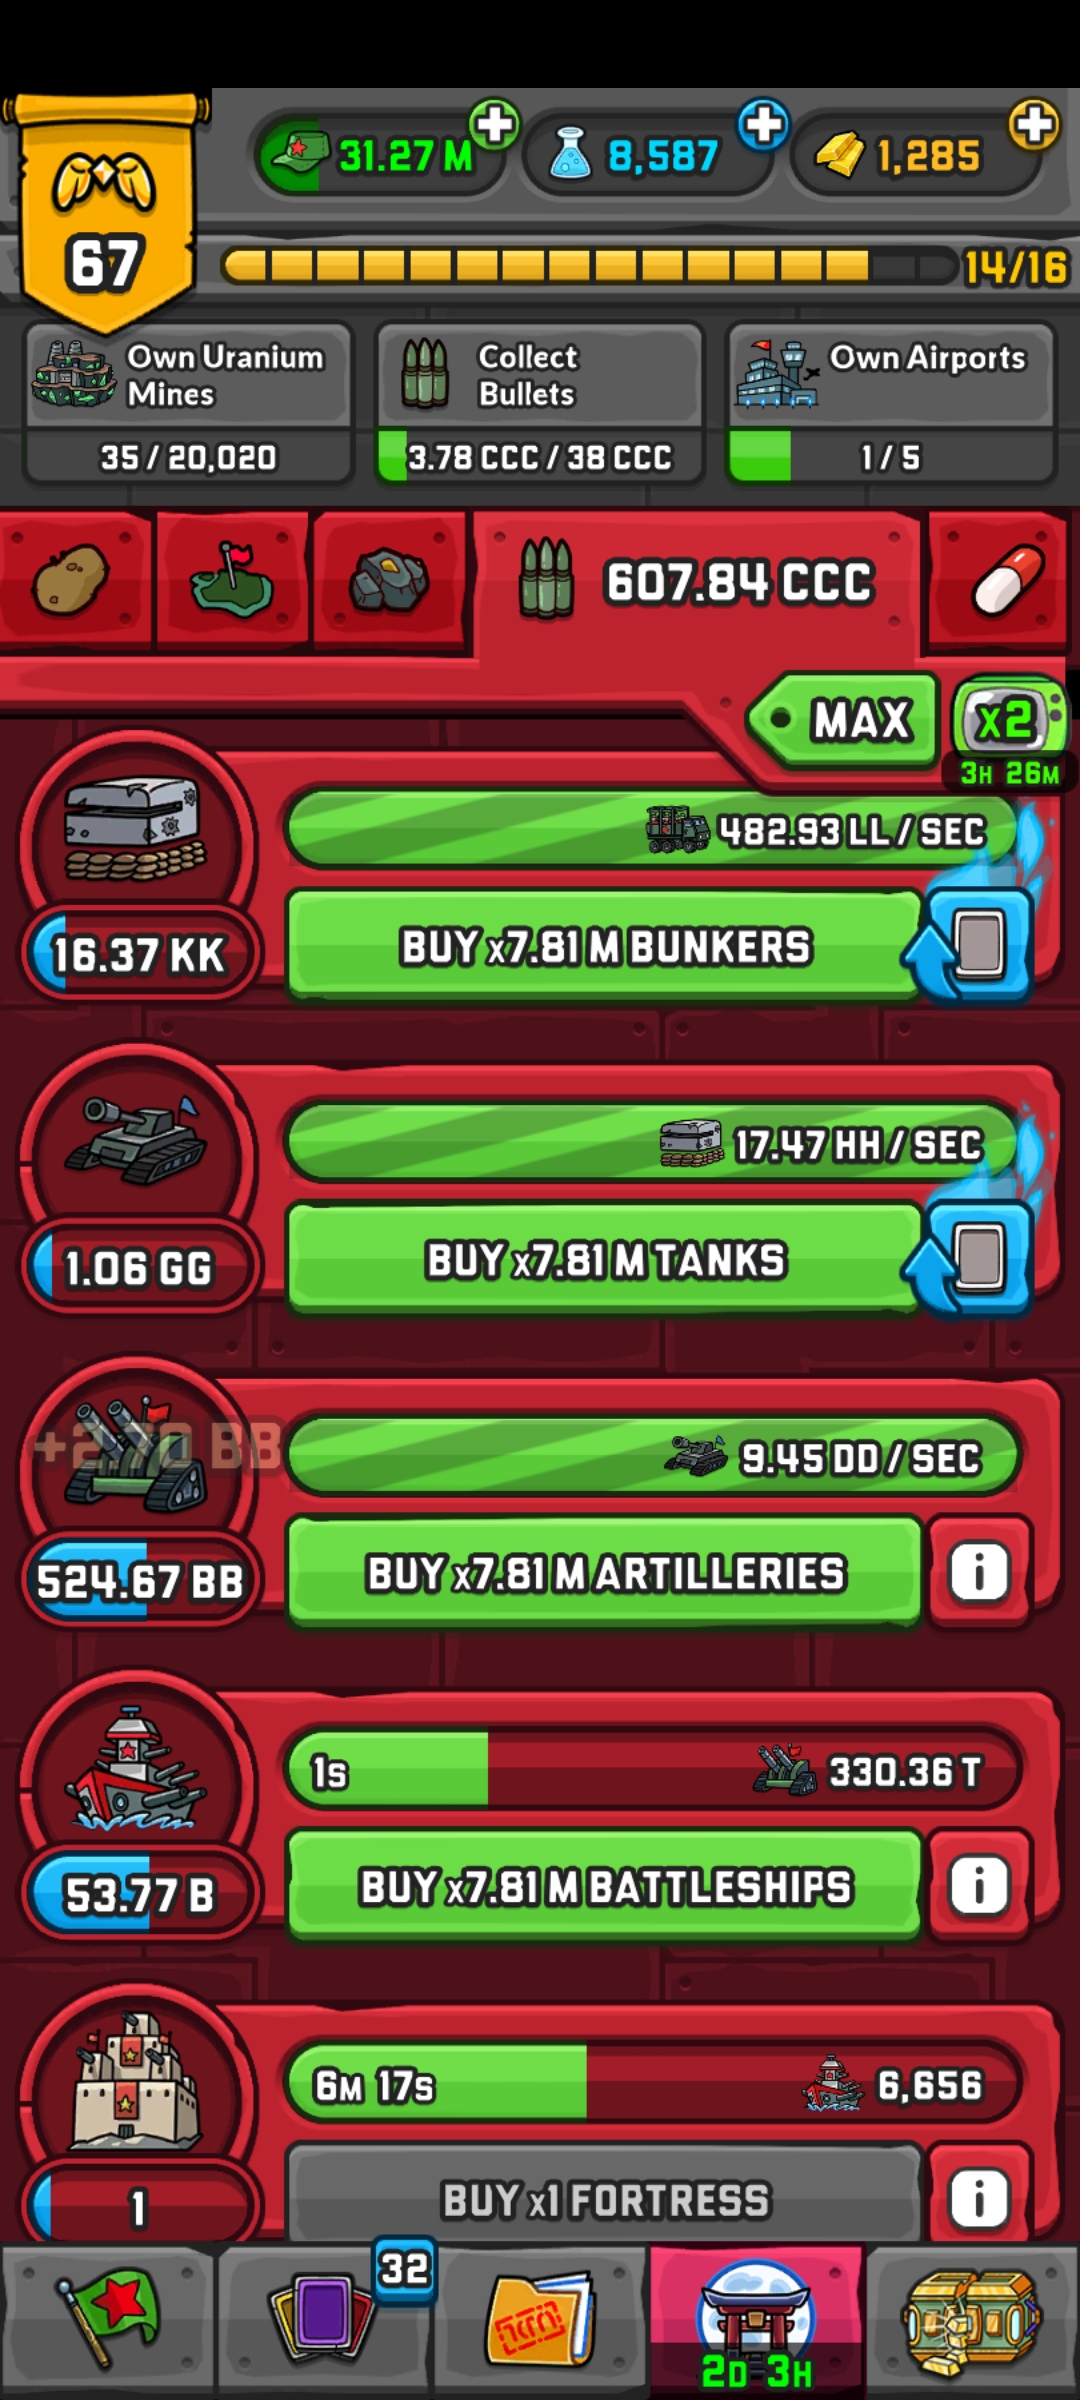 31.27 M
8,587
1,285
67
14/16
Own Uranium
Mines
35 / 20,020
Collect
Bullets
3.78 CCC / 38 CCC
Own Airports
1 / 5
607.84 CCC
MAX
x2
3H 26M
482.93 LL / SEC
16.37 KK
BUY x7.81 M BUNKERS
17.47 HH / SEC
1.06 GG
BUY x7.81 M TANKS
+2.70 BB
9.45 DD / SEC
524.67 BB
BUY x7.81 M ARTILLERIES
i
1s
330.36 T
53.77 B
BUY x7.81 M BATTLESHIPS
i
6M 17s
6,656
1
BUY x1 FORTRESS
i
32
2D 3H